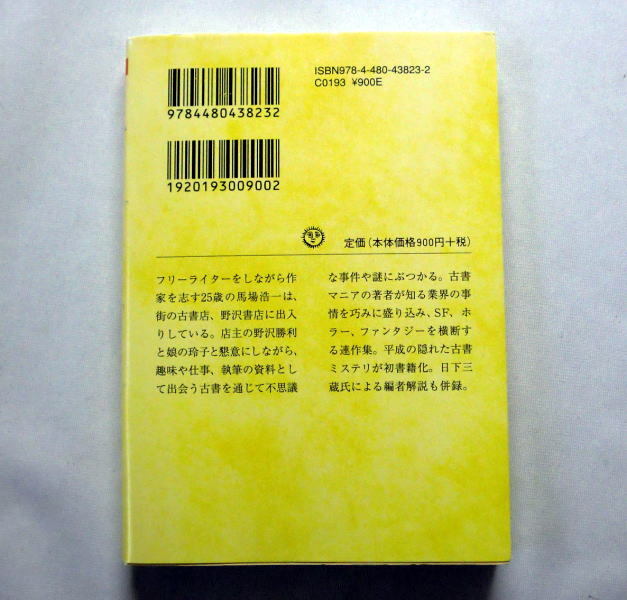 ISBN978-4-480-43823-2
C0193 ¥900E
9784480438232
1920193009002
定価(本体価格900円+税)
フリーライターをしながら作
家を志す25歳の馬場浩一は、
街の古書店、野沢書店に出入
りしている。店主の野沢勝利
と娘の玲子と懇意にしながら、
趣味や仕事、執筆の資料とし
て出会う古書を通じて不思議
な事件や謎にぶつかる。古書
マニアの著者が知る業界の事
情を巧みに盛り込み、SF、ホ
ラー、ファンタジーを横断す
る連作集。平成の隠れた古書
ミステリが初書籍化。日下三
蔵氏による編者解説も併録。